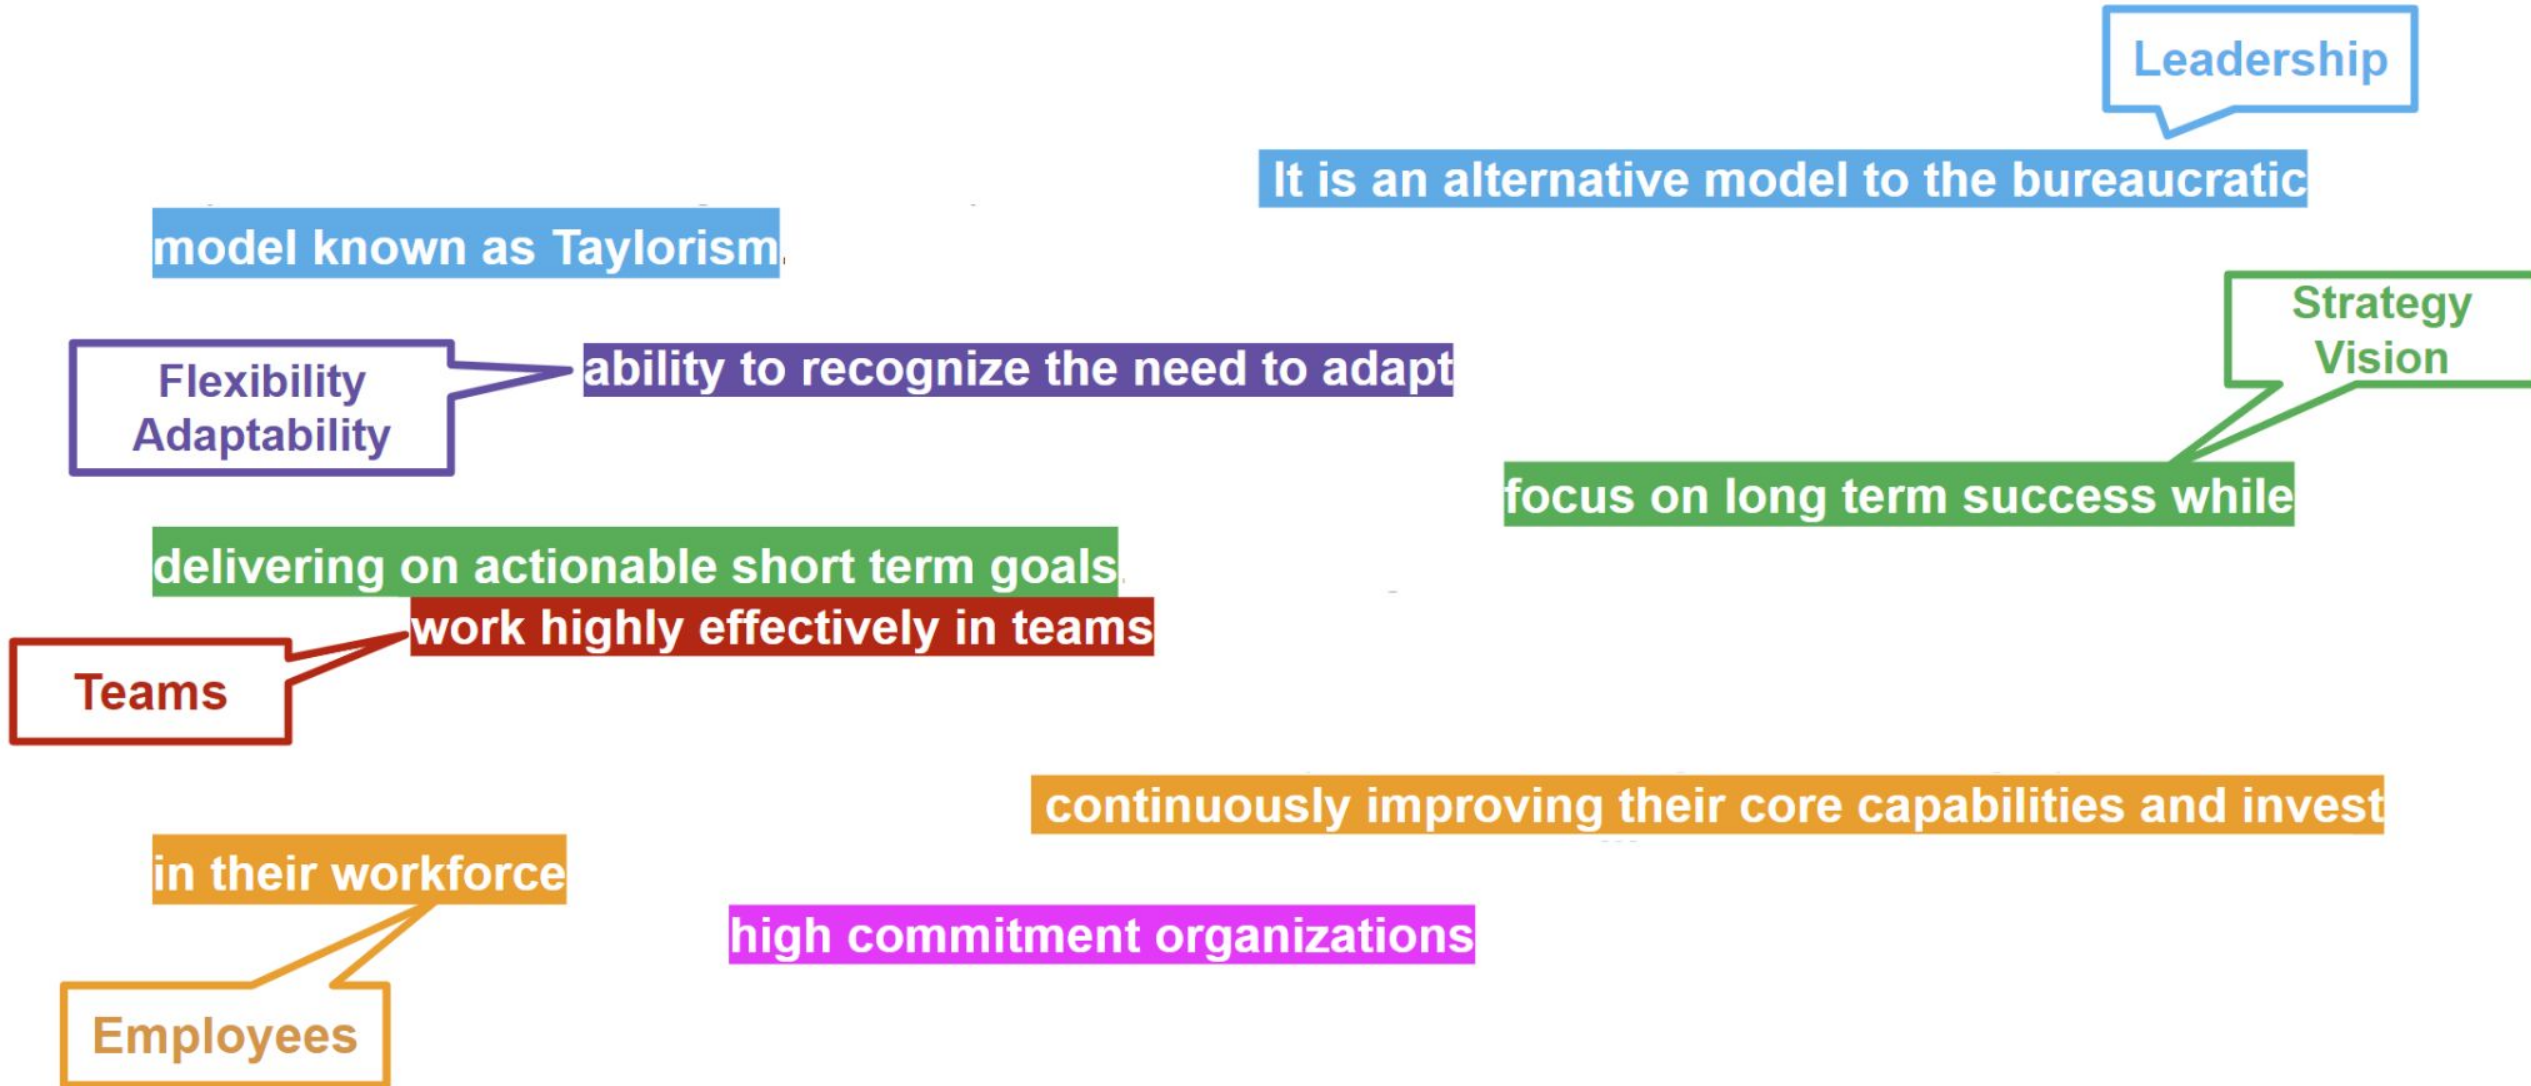 Leadership
It is an alternative model to the bureaucratic
model known as Taylorism.
Strategy
Vision
Flexibility
Adaptability
ability to recognize the need to adapt
focus on long term success while
delivering on actionable short term goals.
work highly effectively in teams
Teams
continuously improving their core capabilities and invest
in their workforce
high commitment organizations
Employees